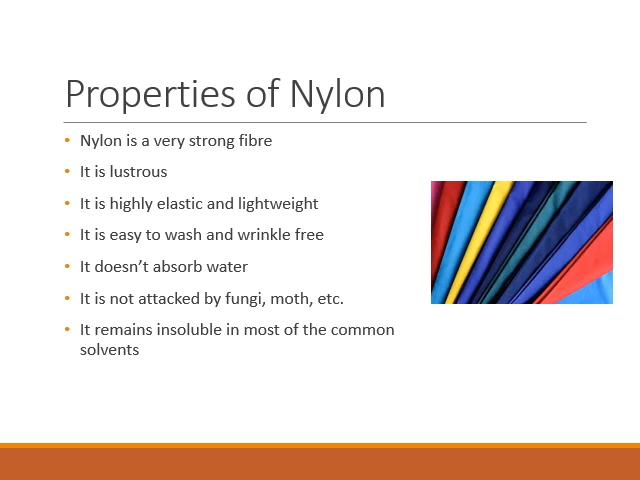 Properties of Nylon
• Nylon is a very strong fibre
• It is lustrous
• It is highly elastic and lightweight
• It is easy to wash and wrinkle free
• It doesn’t absorb water
• It is not attacked by fungi, moth, etc.
• It remains insoluble in most of the common
solvents